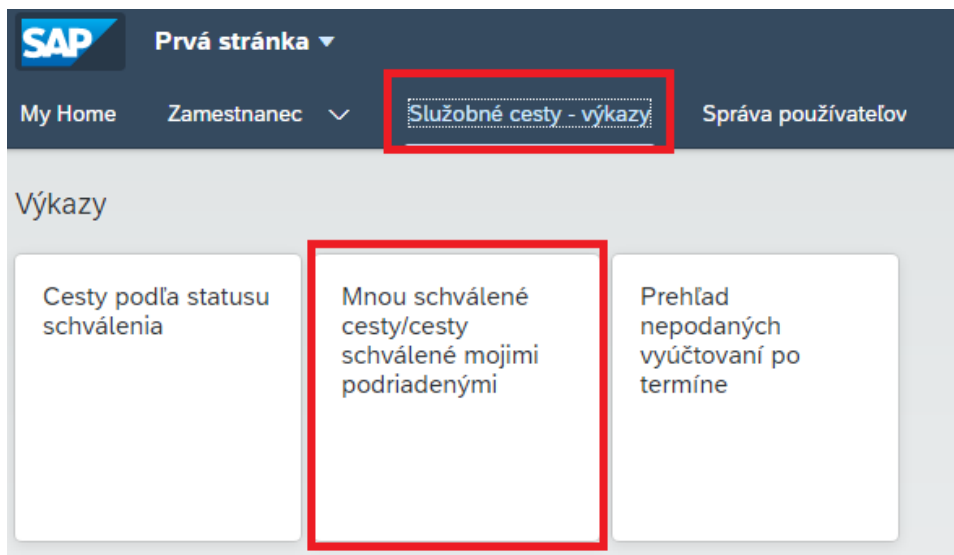 SAP Prvá stránka
My Home Zamestnanec Služobné cesty - výkazy Správa používateľov
Výkazy
Cesty podľa statusu
schválenia
Mnou schválené
cesty/cesty
schválené mojimi
podriadenými
Prehľad
nepodaných
vyúčtovaní po
termíne